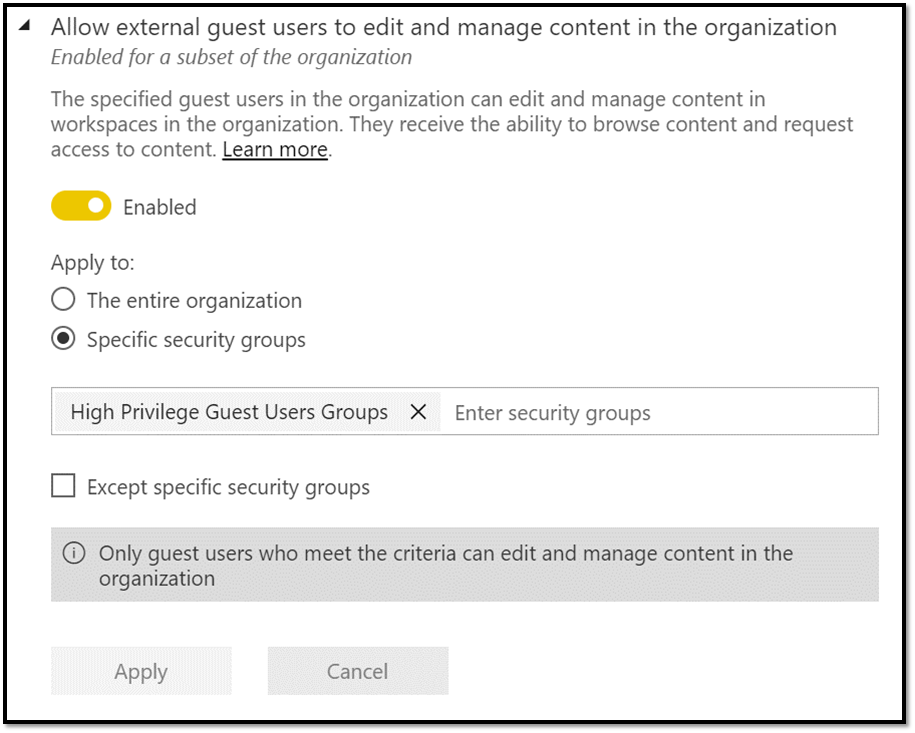 Allow external guest users to edit and manage content in the organization
Enabled for a subset of the organization
The specified guest users in the organization can edit and manage content in
workspaces in the organization. They receive the ability to browse content and request
access to content. Learn more.
Enabled
Apply to:
The entire organization
Specific security groups
High Privilege Guest Users Groups Enter security groups
Except specific security groups
Only guest users who meet the criteria can edit and manage content in the
organization
Apply Cancel